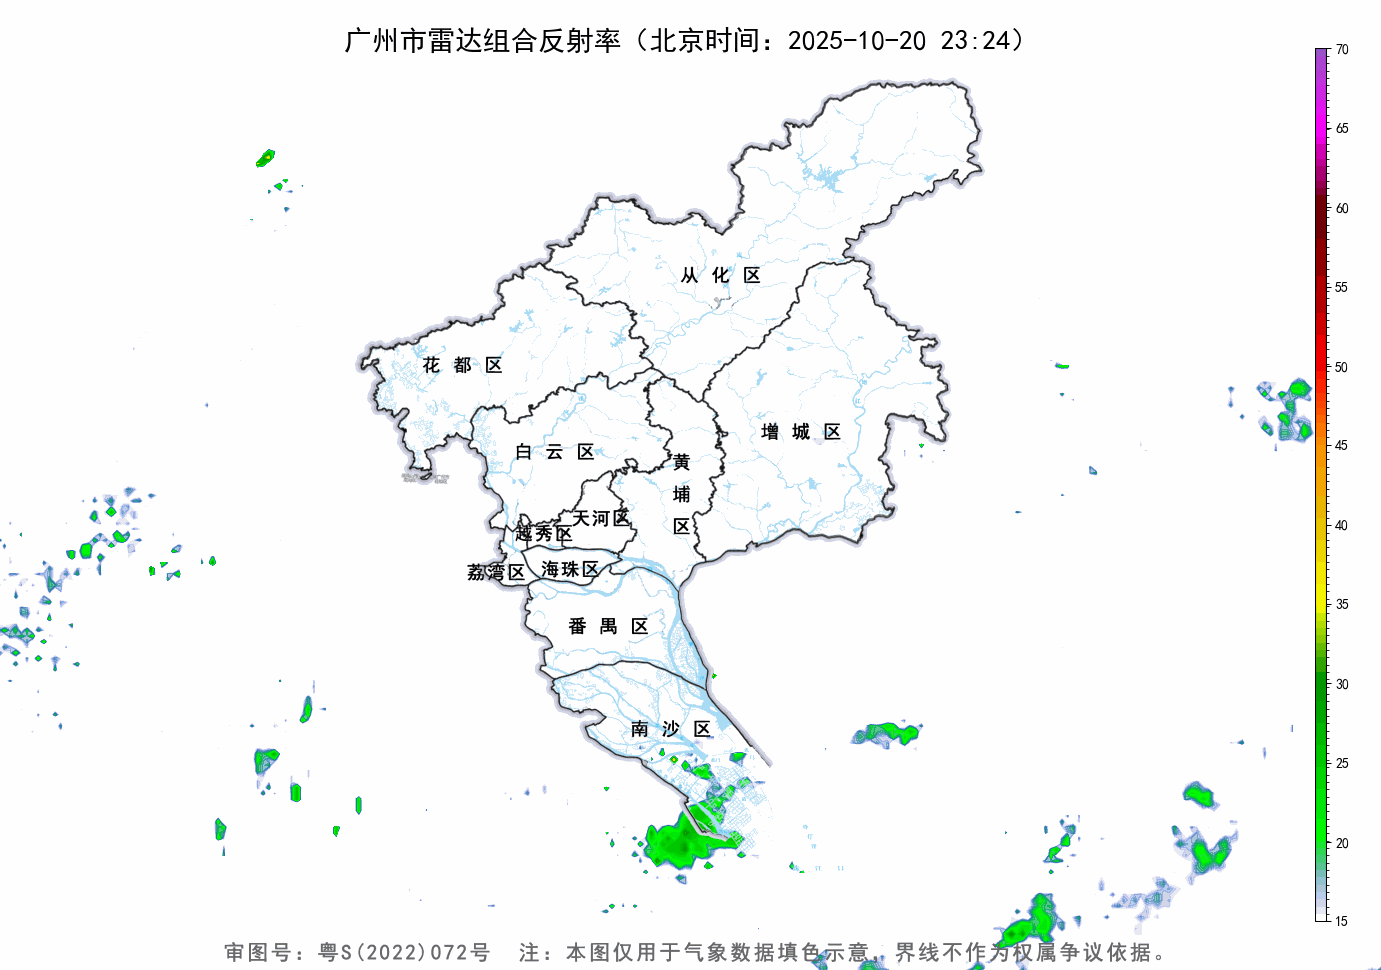 广州市雷达组合反射率（北京时间：2025-10-20 23:24）
70
65
60
55
50
45
40
35
30
25
20
15
从化区
花都区
增城区
白云区
黄埔区
天河区
越秀区
海珠区
荔湾区
番禺区
南沙区
审图号：粤S(2022)072号 注：本图仅用于气象数据填色示意，界线不作为权属争议依据。